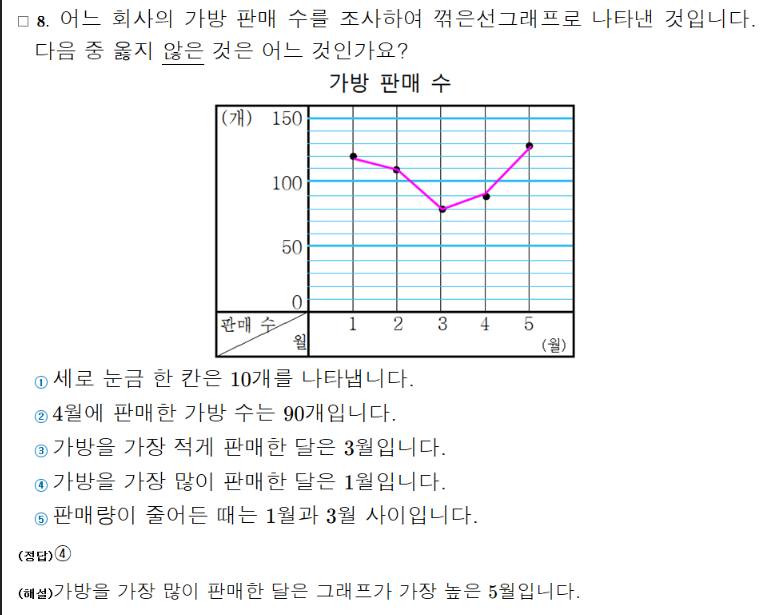 □ 8. 어느 회사의 가방 판매 수를 조사하여 꺾은선그래프로 나타낸 것입니다.
다음 중 옳지 않은 것은 어느 것인가요?
가방 판매 수
(개) 150
100
50
0
판매 수 월 1 2 3 4 5 (월)
① 세로 눈금 한 칸은 10개를 나타냅니다.
② 4월에 판매한 가방 수는 90개입니다.
③ 가방을 가장 적게 판매한 달은 3월입니다.
④ 가방을 가장 많이 판매한 달은 1월입니다.
⑤ 판매량이 줄어든 때는 1월과 3월 사이입니다.
(정답)④
(해설)가방을 가장 많이 판매한 달은 그래프가 가장 높은 5월입니다.